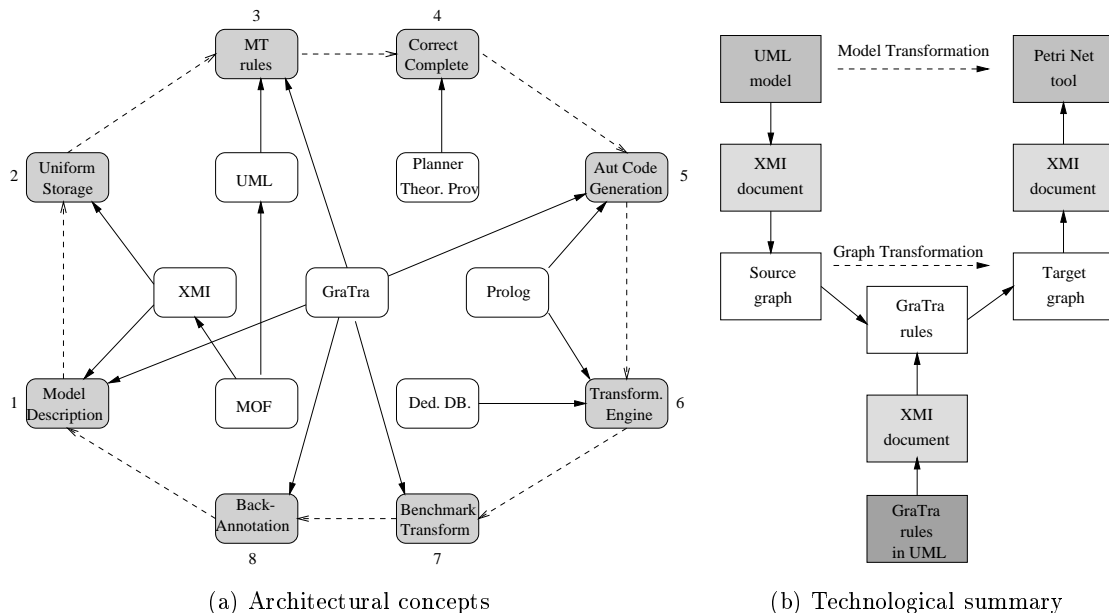 3
4
MT
rules
Correct
Complete
2
Uniform
Storage
UML
Planner
Theor. Prov
Aut Code
Generation
5
XMI
GraTra
Prolog
1
Model
Description
MOF
Ded. DB.
Transform.
Engine
6
Back-
Annotation
Benchmark
Transform
8
7
(a) Architectural concepts
UML
model
Model Transformation
Petri Net
tool
XMI
document
XMI
document
Source
graph
Graph Transformation
Target
graph
GraTra
rules
XMI
document
GraTra
rules
in UML
(b) Technological summary